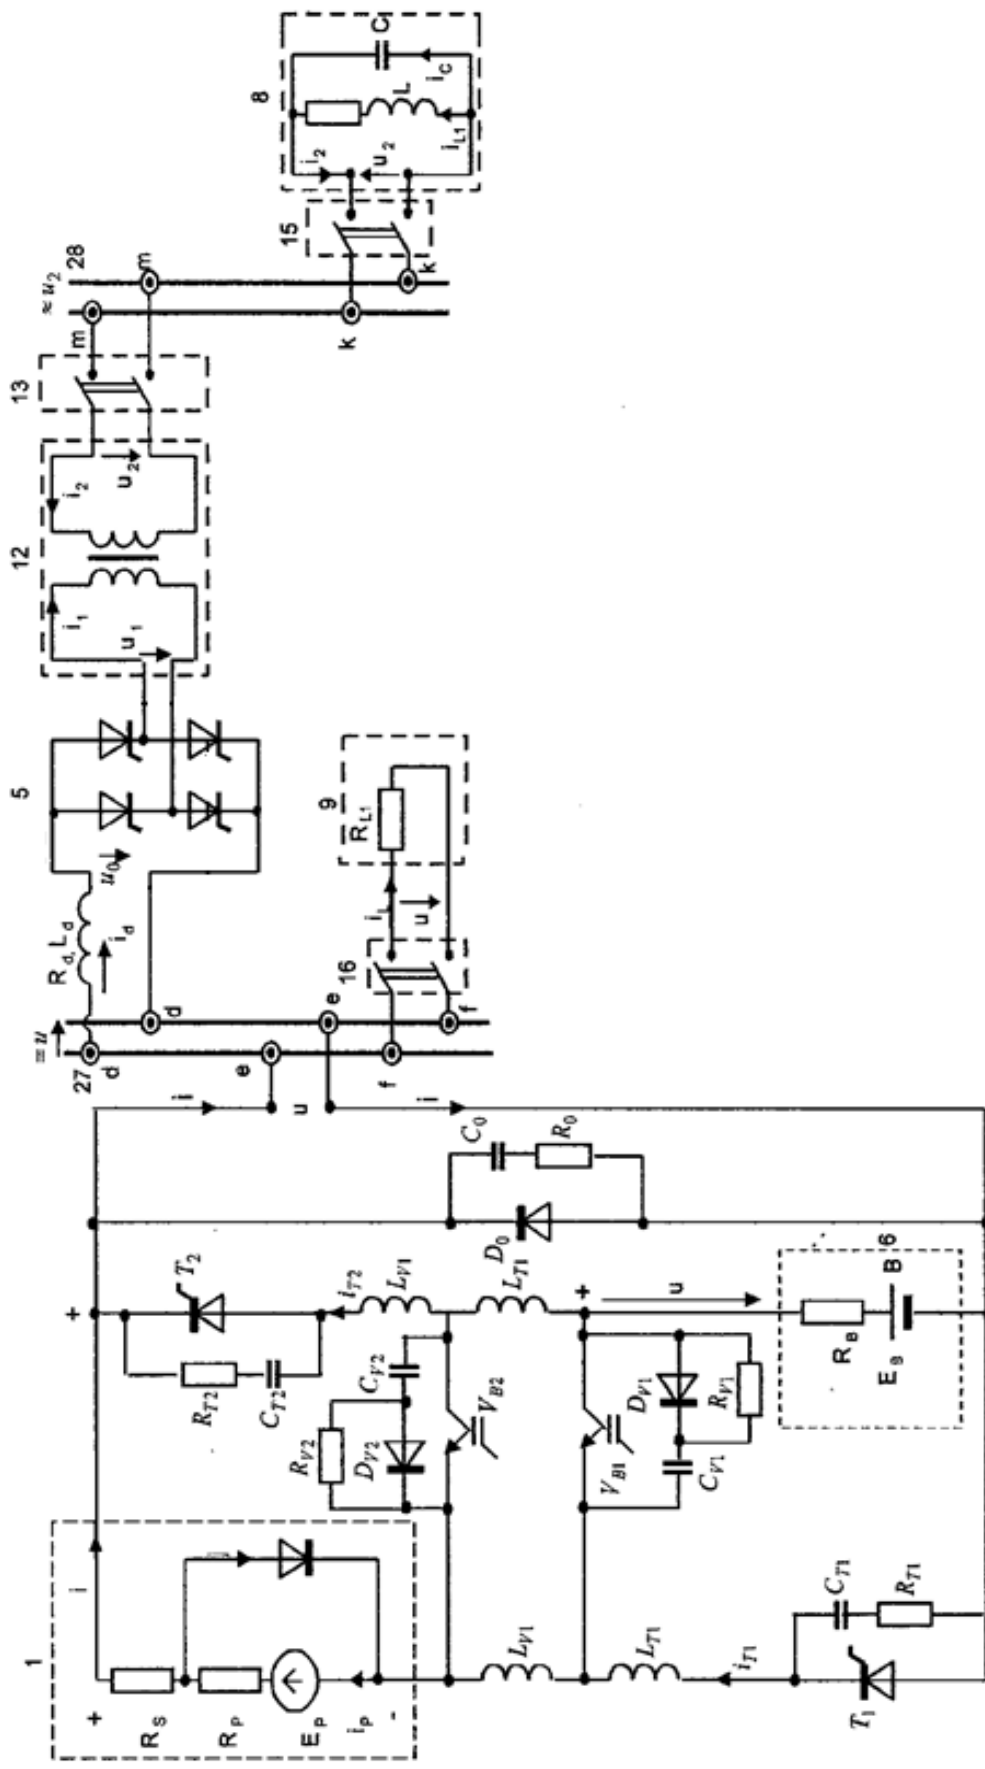 1
+
R_S
R_P
E_P
i_P
-
i
+
R_T2
C_T2
T_2
i_T2
L_V1
R_V2
D_V2
C_V2
V_B2
L_T1
+
u
L_V1
V_B1
D_V1
R_V1
C_V1
L_T1
i_T1
T_1
C_T1
R_T1
R_B
E_B
B
6
D_0
C_0
R_0
i
u
i
27
=u
d
d
e
e
f
f
R_d, L_d
i_d
u_0
5
16
i_L
u
9
R_L1
12
i_1
u_1
i_2
u_2
13
m
m
≈u_2
28
k
k
15
8
i_2
u_2
L
i_L1
C
i_C